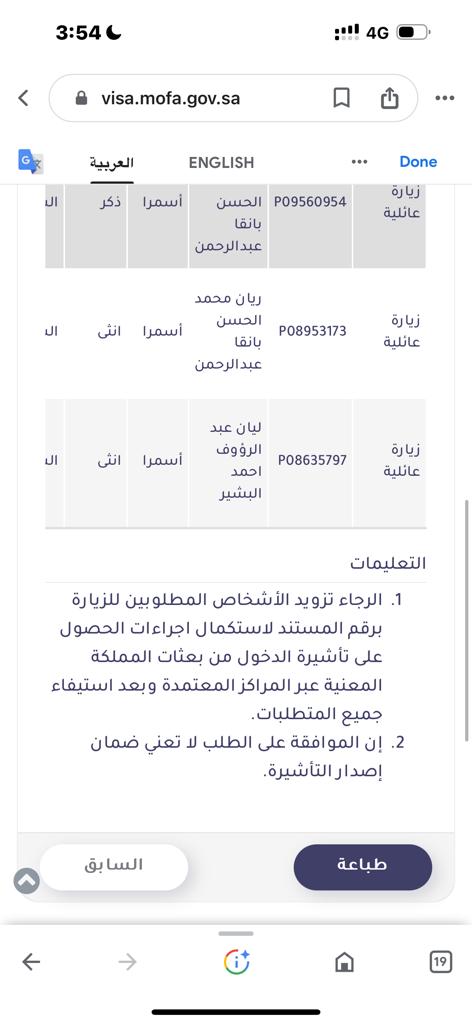 3:54
4G
visa.mofa.gov.sa
العربية
ENGLISH
Done
زيارة
عائلية
P09560954
الحسن
بانقا
عبدالرحمن
أسمرا
ذكر
زيارة
عائلية
P08953173
ريان محمد
الحسن
بانقا
عبدالرحمن
أسمرا
انثى
زيارة
عائلية
P08635797
ليان عبد
الرؤوف
احمد
البشير
أسمرا
انثى
التعليمات
1. الرجاء تزويد الأشخاص المطلوبين للزيارة
برقم المستند لاستكمال اجراءات الحصول
على تأشيرة الدخول من بعثات المملكة
المعنية عبر المراكز المعتمدة وبعد استيفاء
جميع المتطلبات.
2. إن الموافقة على الطلب لا تعني ضمان
إصدار التأشيرة.
طباعة
السابق
19